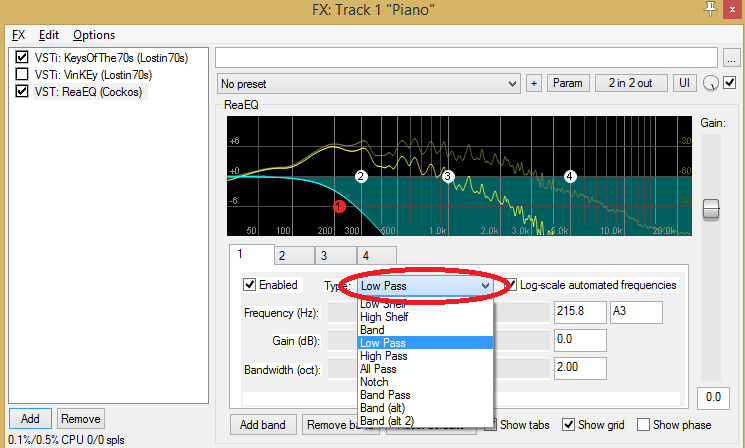 FX: Track 1 "Piano"
FX Edit Options
VSTi: KeysOfThe70s (Lostin70s)
VSTi: VinKEy (Lostin70s)
VST: ReaEQ (Cockos)
...
No preset
+ Param 2 in 2 out UI
ReaEQ
Gain:
+6
+0
-6
-30
-60
-90
1 2 3 4
50 100 200 300 500 1.0k 2.0k 3.0k 5.0k 10.0k 20.0k
1 2 3 4
Enabled Type: Low Pass Log-scale automated frequencies
Low Shelf
High Shelf
Band
Low Pass
High Pass
All Pass
Notch
Band Pass
Band (alt)
Band (alt 2)
Frequency (Hz): 215.8 A3
Gain (dB): 0.0
Bandwidth (oct): 2.00
0.0
Add Remove
Add band Remove Show tabs Show grid Show phase
0.1%/0.5% CPU 0/0 spls